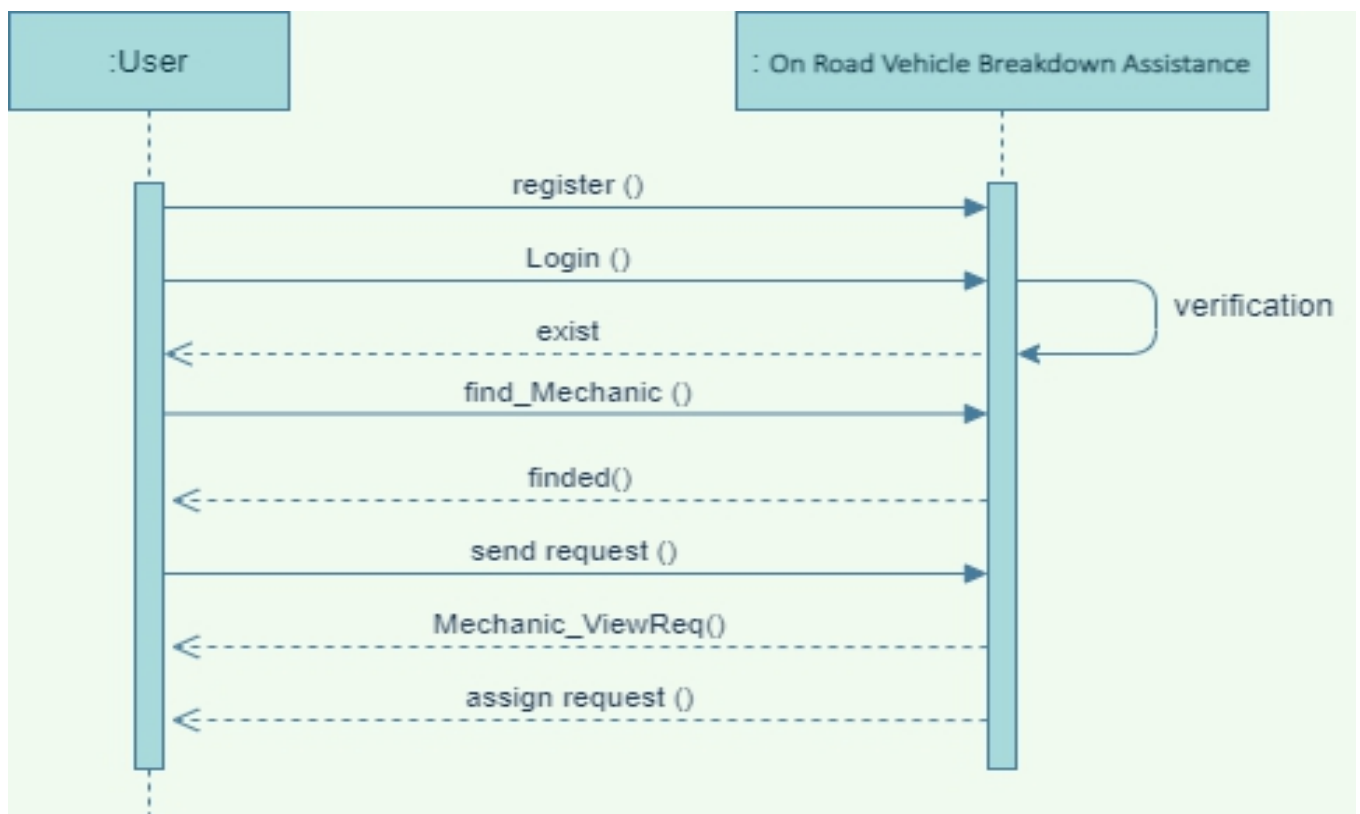 :User
: On Road Vehicle Breakdown Assistance
register ()
Login ()
verification
exist
find_Mechanic ()
finded()
send request ()
Mechanic_ViewReq()
assign request ()